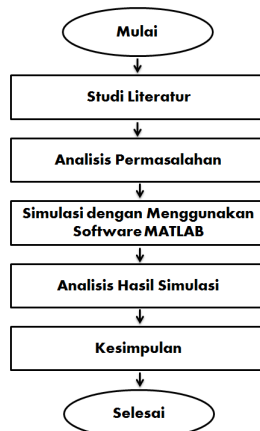 Mulai
Studi Literatur
Analisis Permasalahan
Simulasi dengan Menggunakan
Software MATLAB
Analisis Hasil Simulasi
Kesimpulan
Selesai